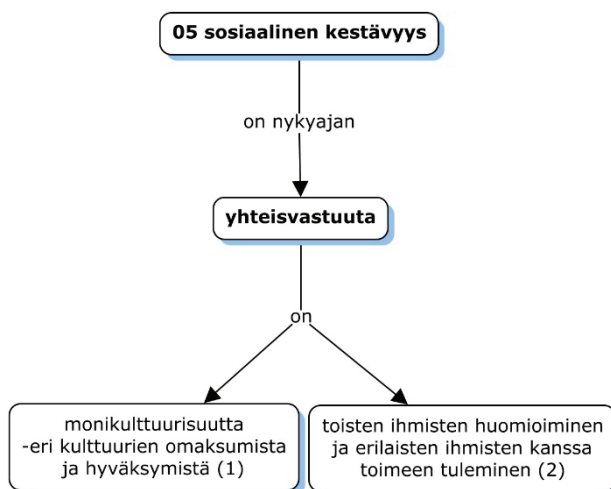 05 sosiaalinen kestävyys
on nykyajan
yhteisvastuuta
on
monikulttuurisuutta
-eri kulttuurien omaksumista
ja hyväksymistä (1)
toisten ihmisten huomioiminen
ja erilaisten ihmisten kanssa
toimeen tuleminen (2)